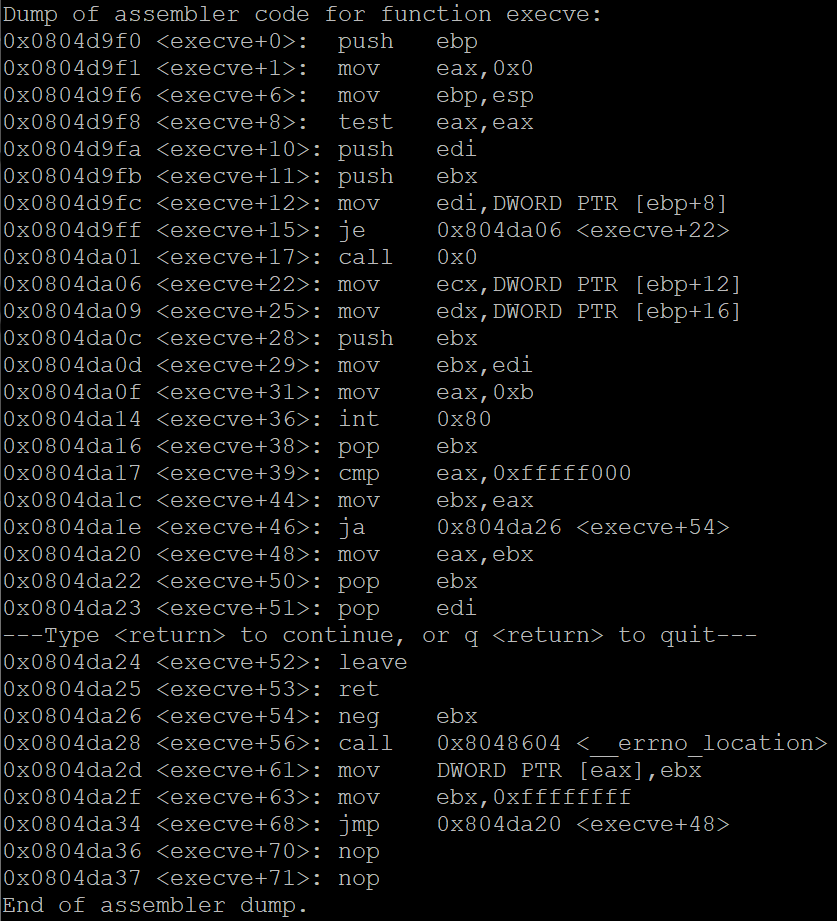 Dump of assembler code for function execve:
0x0804d9f0 <execve+0>: push ebp
0x0804d9f1 <execve+1>: mov eax,0x0
0x0804d9f6 <execve+6>: mov ebp,esp
0x0804d9f8 <execve+8>: test eax,eax
0x0804d9fa <execve+10>: push edi
0x0804d9fb <execve+11>: push ebx
0x0804d9fc <execve+12>: mov edi,DWORD PTR [ebp+8]
0x0804d9ff <execve+15>: je 0x804da06 <execve+22>
0x0804da01 <execve+17>: call 0x0
0x0804da06 <execve+22>: mov ecx,DWORD PTR [ebp+12]
0x0804da09 <execve+25>: mov edx,DWORD PTR [ebp+16]
0x0804da0c <execve+28>: push ebx
0x0804da0d <execve+29>: mov ebx,edi
0x0804da0f <execve+31>: mov eax,0xb
0x0804da14 <execve+36>: int 0x80
0x0804da16 <execve+38>: pop ebx
0x0804da17 <execve+39>: cmp eax,0xfffff000
0x0804da1c <execve+44>: mov ebx,eax
0x0804da1e <execve+46>: ja 0x804da26 <execve+54>
0x0804da20 <execve+48>: mov eax,ebx
0x0804da22 <execve+50>: pop ebx
0x0804da23 <execve+51>: pop edi
---Type <return> to continue, or q <return> to quit---
0x0804da24 <execve+52>: leave
0x0804da25 <execve+53>: ret
0x0804da26 <execve+54>: neg ebx
0x0804da28 <execve+56>: call 0x8048604 <__errno_location>
0x0804da2d <execve+61>: mov DWORD PTR [eax],ebx
0x0804da2f <execve+63>: mov ebx,0xffffffff
0x0804da34 <execve+68>: jmp 0x804da20 <execve+48>
0x0804da36 <execve+70>: nop
0x0804da37 <execve+71>: nop
End of assembler dump.